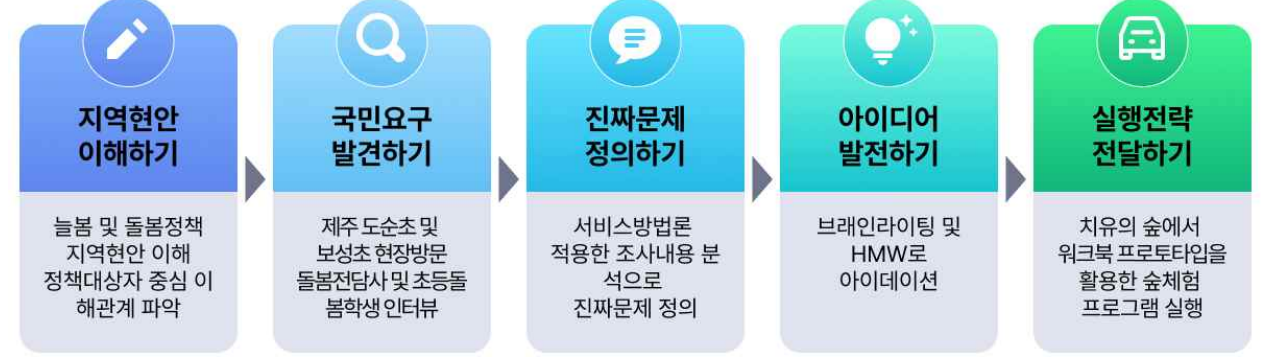 지역현안
이해하기
늘봄 및 돌봄정책
지역현안 이해
정책대상자 중심 이
해관계 파악
국민요구
발견하기
제주 도순초 및
보성초 현장방문
돌봄전담사 및 초등돌
봄학생 인터뷰
진짜문제
정의하기
서비스방법론
적용한 조사내용 분
석으로
진짜문제 정의
아이디어
발전하기
브래인라이팅 및
HMW로
아이데이션
실행전략
전달하기
치유의 숲에서
워크북 프로토타입을
활용한 숲체험
프로그램 실행